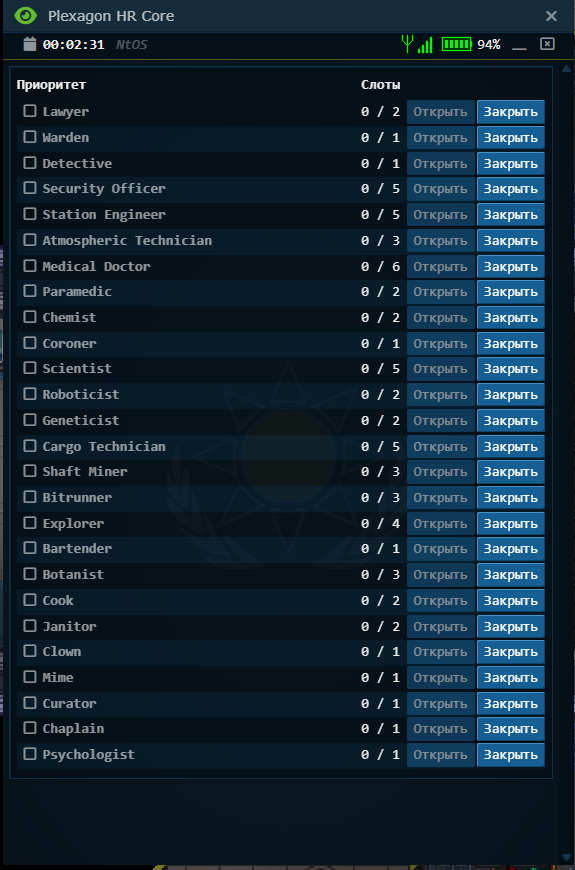 Plexagon HR Core
00:02:31 NtOS 94%
Приоритет Слоты
Lawyer 0 / 2 Открыть Закрыть
Warden 0 / 1 Открыть Закрыть
Detective 0 / 1 Открыть Закрыть
Security Officer 0 / 5 Открыть Закрыть
Station Engineer 0 / 5 Открыть Закрыть
Atmospheric Technician 0 / 3 Открыть Закрыть
Medical Doctor 0 / 6 Открыть Закрыть
Paramedic 0 / 2 Открыть Закрыть
Chemist 0 / 2 Открыть Закрыть
Coroner 0 / 1 Открыть Закрыть
Scientist 0 / 5 Открыть Закрыть
Roboticist 0 / 2 Открыть Закрыть
Geneticist 0 / 2 Открыть Закрыть
Cargo Technician 0 / 5 Открыть Закрыть
Shaft Miner 0 / 3 Открыть Закрыть
Bitrunner 0 / 3 Открыть Закрыть
Explorer 0 / 4 Открыть Закрыть
Bartender 0 / 1 Открыть Закрыть
Botanist 0 / 3 Открыть Закрыть
Cook 0 / 2 Открыть Закрыть
Janitor 0 / 2 Открыть Закрыть
Clown 0 / 1 Открыть Закрыть
Mime 0 / 1 Открыть Закрыть
Curator 0 / 1 Открыть Закрыть
Chaplain 0 / 1 Открыть Закрыть
Psychologist 0 / 1 Открыть Закрыть